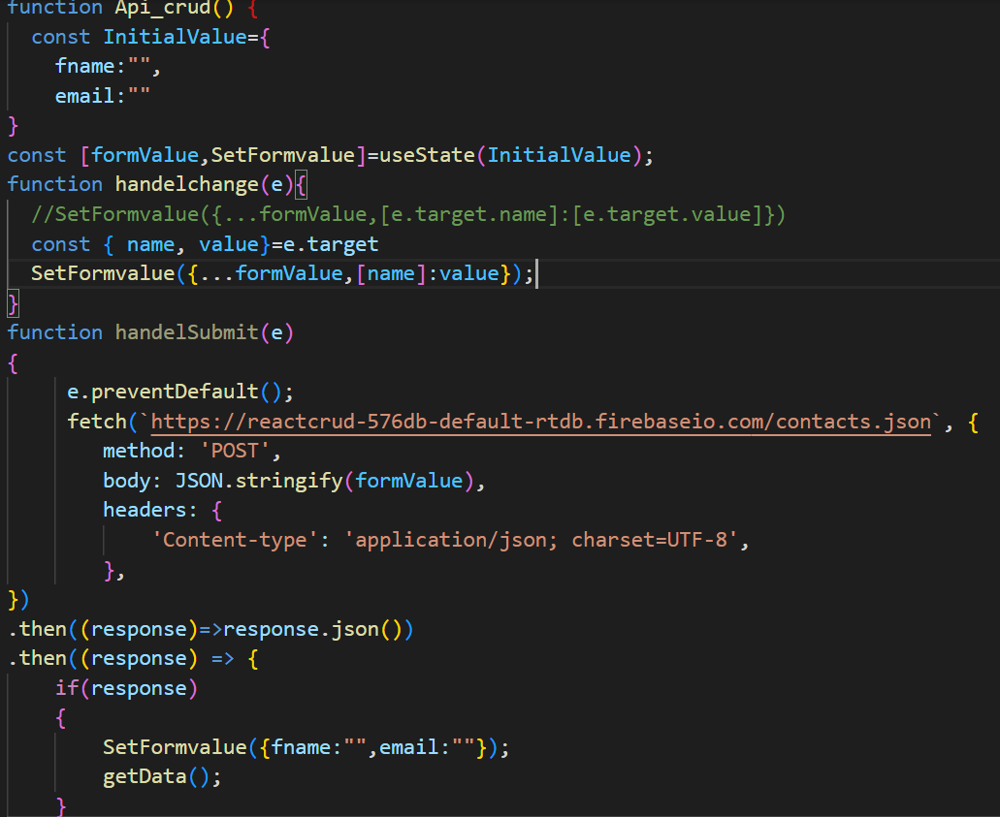 function Api_crud() {
  const InitialValue={
    fname:"",
    email:""
}
const [formValue,SetFormvalue]=useState(InitialValue);
function handelchange(e){
  //SetFormvalue({...formValue,[e.target.name]:[e.target.value]})
  const { name, value}=e.target
  SetFormvalue({...formValue,[name]:value});
}
function handelSubmit(e)
{
     e.preventDefault();
     fetch(`https://reactcrud-576db-default-rtdb.firebaseio.com/contacts.json`, {
        method: 'POST',
        body: JSON.stringify(formValue),
        headers: {
            'Content-type': 'application/json; charset=UTF-8',
        },
})
.then((response)=>response.json())
.then((response) => {
    if(response)
    {
        SetFormvalue({fname:"",email:""});
        getData();
    }